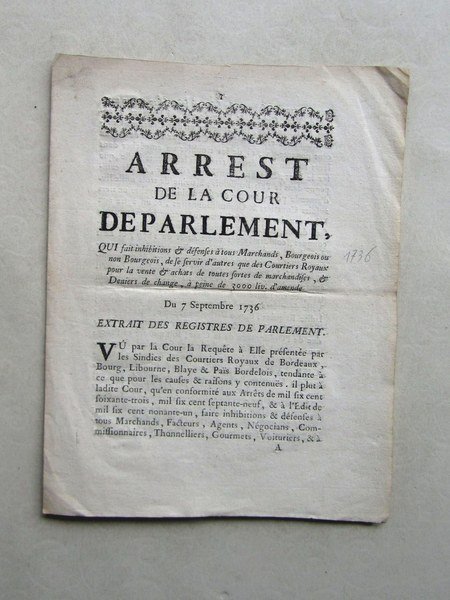 ARREST
DE LA COUR
DE PARLEMENT,
QUI fait inhibitions & défenses à tous Marchands, Bourgeois ou
non Bourgeois, de se servir d'autres que des Courtiers Royaux
pour la vente & achats de toutes sortes de marchandises, &
Deniers de change, à peine de 3000 liv. d'amende.
1736
Du 7 Septembre 1736
EXTRAIT DES REGISTRES DE PARLEMENT.
VÛ par la Cour la Requête à Elle présentée par
les Sindics des Courtiers Royaux de Bordeaux,
Bourg, Libourne, Blaye & Païs Bordelois, tendante à
ce que pour les causes & raisons y contenuës, il plût à
ladite Cour, qu'en conformité aux Arrêts de mil six cent
soixante-trois, mil six cent septante-neuf, & à l'Edit de
mil six cent nonante-un, faire inhibitions & défenses à
tous Marchands, Facteurs, Agents, Négocians, Com-
missionnaires, Thonnelliers, Gourmets, Voituriers, & à
A